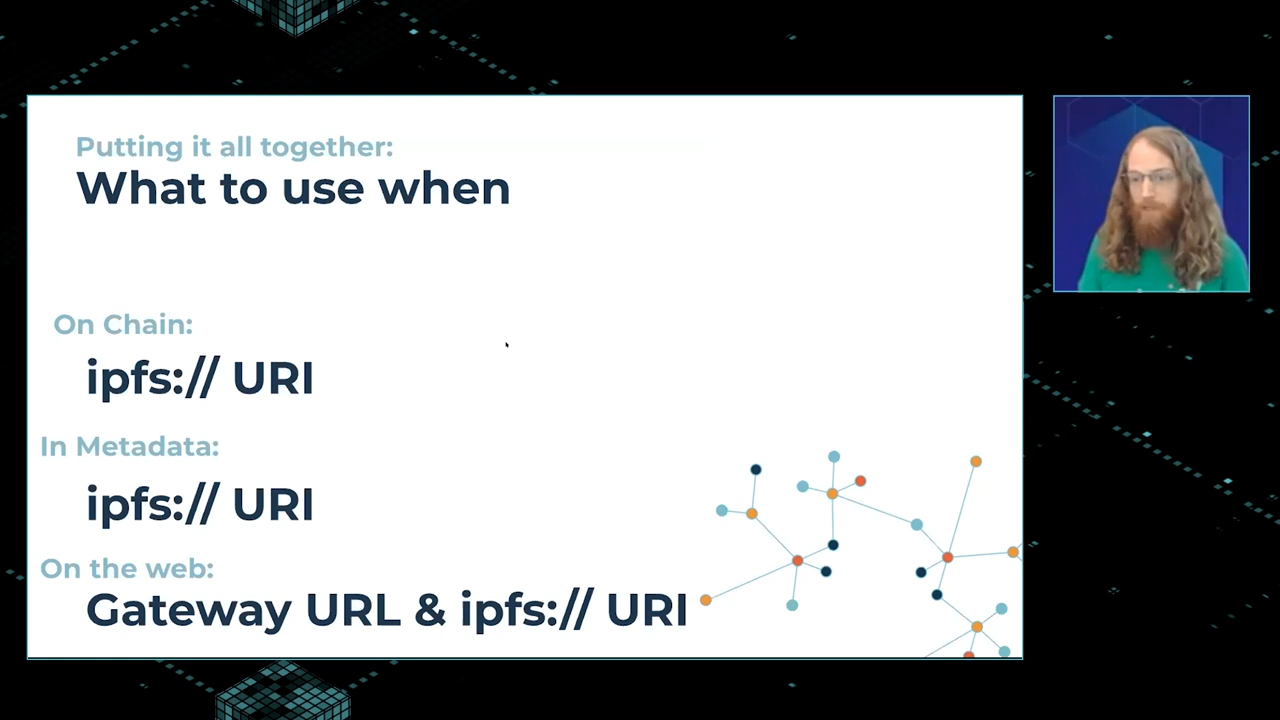 Putting it all together:
What to use when
On Chain:
ipfs:// URI
In Metadata:
ipfs:// URI
On the web:
Gateway URL & ipfs:// URI